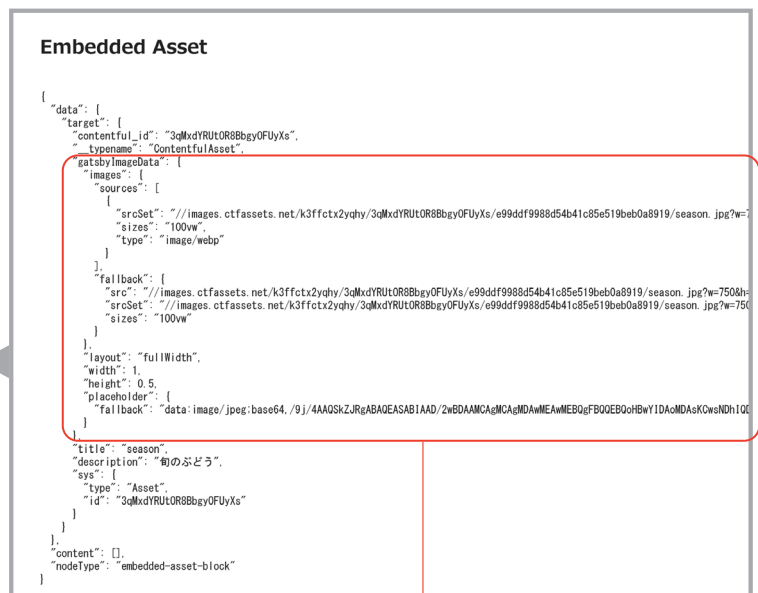 Embedded Asset
{
"data": {
"target": {
"contentful_id": "3qMxdYRUtOR8BbgyOFUyXs",
"__typename": "ContentfulAsset",
"gatsbyImageData": {
"images": {
"sources": [
{
"srcSet": "//images.ctfassets.net/k3ffctx2yqhy/3qMxdYRUtOR8BbgyOFUyXs/e99ddf9988d54b41c85e519beb0a8919/season.jpg?w=7
"sizes": "100vw",
"type": "image/webp"
}
],
"fallback": {
"src": "//images.ctfassets.net/k3ffctx2yqhy/3qMxdYRUtOR8BbgyOFUyXs/e99ddf9988d54b41c85e519beb0a8919/season.jpg?w=750&h=
"srcSet": "//images.ctfassets.net/k3ffctx2yqhy/3qMxdYRUtOR8BbgyOFUyXs/e99ddf9988d54b41c85e519beb0a8919/season.jpg?w=750
"sizes": "100vw"
}
},
"layout": "fullWidth",
"width": 1,
"height": 0.5,
"placeholder": {
"fallback": "data:image/jpeg;base64,/9j/4AAQSkZJRgABAQEASABIAAD/2wBDAAMCAgMCAgMDAwMEAwMEBQgFBQQEBQoHBwYIDAoMDAsKCwsNDhIQD
}
},
"title": "season",
"description": "旬のぶどう",
"sys": {
"type": "Asset",
"id": "3qMxdYRUtOR8BbgyOFUyXs"
}
}
},
"content": [],
"nodeType": "embedded-asset-block"
}